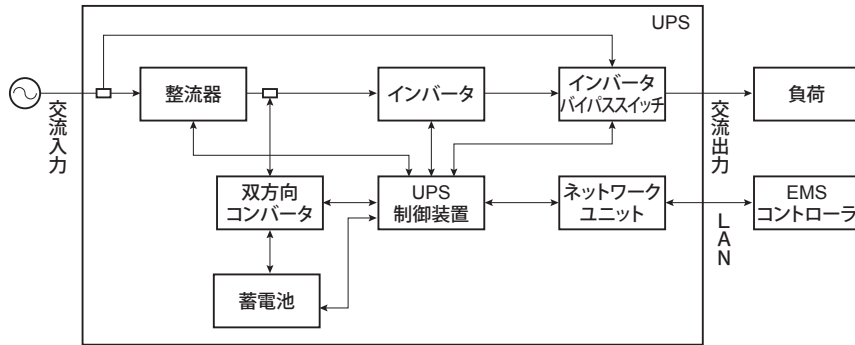 UPS
整流器
インバータ
インバータ
バイパススイッチ
負荷
交流入力
交流出力
双方向
コンバータ
UPS
制御装置
ネットワーク
ユニット
EMS
コントローラ
LAN
蓄電池